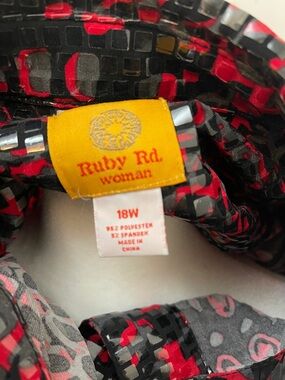 Ruby Rd.
woman
18W
95% POLYESTER
5% SPANDEX
MADE IN
CHINA